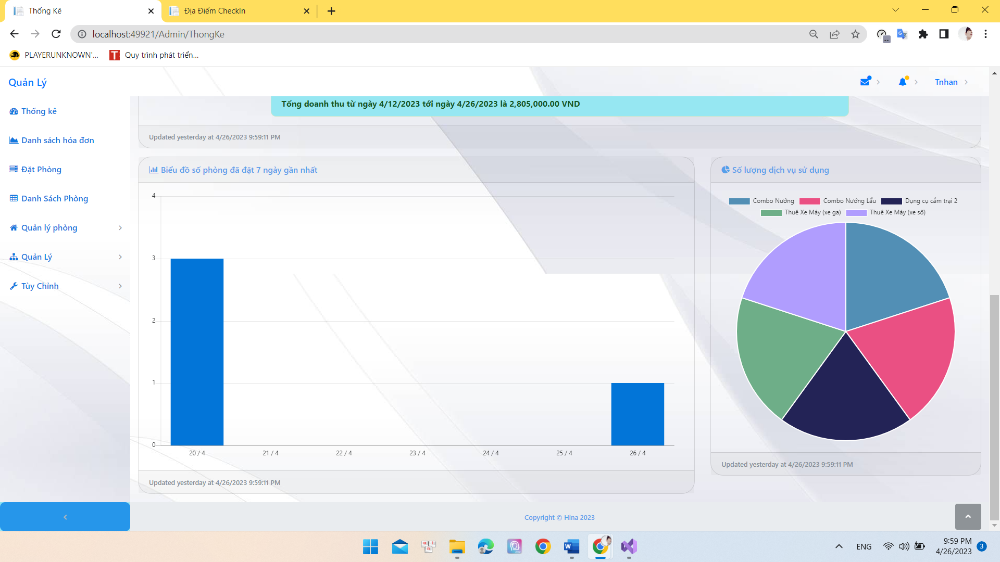 Thống Kê
Địa Điểm CheckIn
localhost:49921/Admin/ThongKe
PLAYERUNKNOWN'...
Quy trình phát triển...
Quản Lý
Tnhan
Thống kê
Danh sách hóa đơn
Đặt Phòng
Danh Sách Phòng
Quản lý phòng
Quản Lý
Tùy Chỉnh
Tổng doanh thu từ ngày 4/12/2023 tới ngày 4/26/2023 là 2,805,000.00 VND
Updated yesterday at 4/26/2023 9:59:11 PM
Biểu đồ số phòng đã đặt 7 ngày gần nhất
4
3
2
1
0
20 / 4
21 / 4
22 / 4
23 / 4
24 / 4
25 / 4
26 / 4
Updated yesterday at 4/26/2023 9:59:11 PM
Số lượng dịch vụ sử dụng
Combo Nướng
Combo Nướng Lẩu
Dụng cụ cắm trại 2
Thuê Xe Máy (xe ga)
Thuê Xe Máy (xe số)
Updated yesterday at 4/26/2023 9:59:11 PM
Copyright © Hina 2023
ENG
9:59 PM
4/26/2023
3